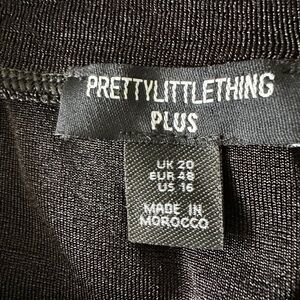 PRETTYLITTLETHING
PLUS
UK 20
EUR 48
US 16
MADE IN
MOROCCO